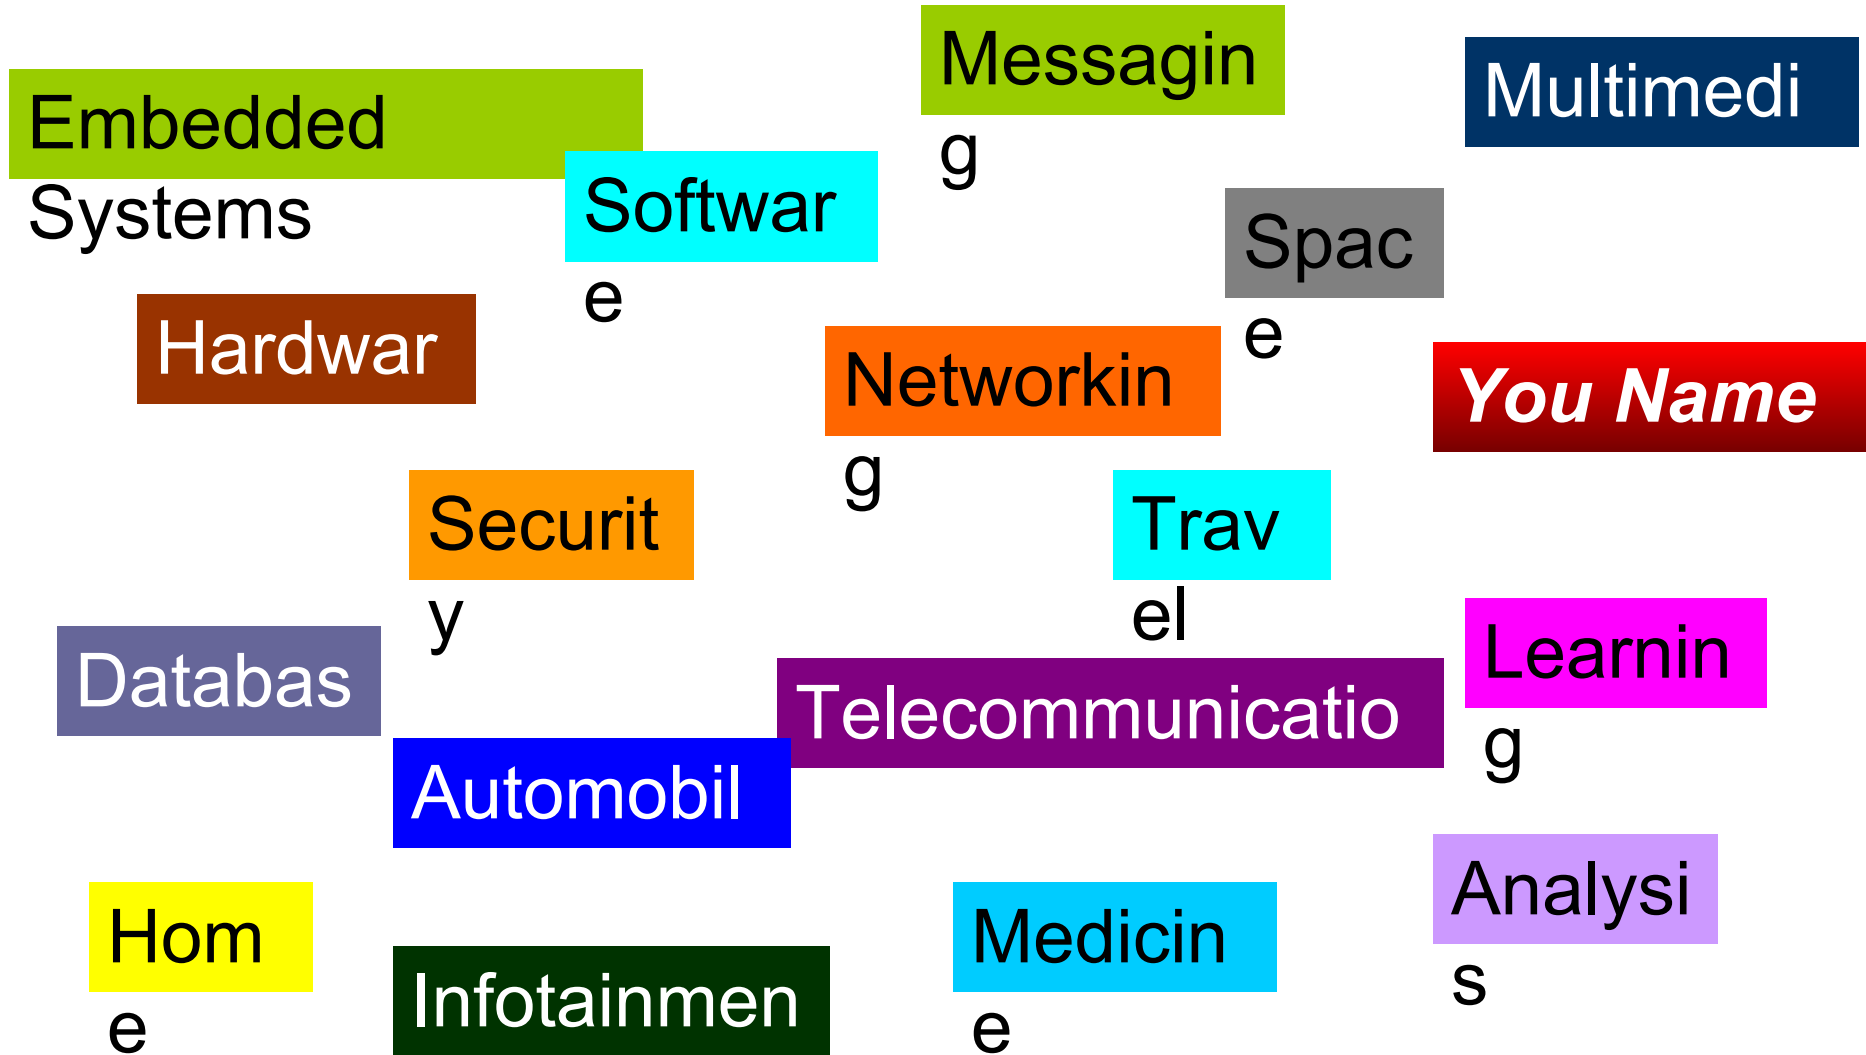 Messagin
g
Multimedi
Embedded
Systems
Softwar
e
Spac
e
Hardwar
Networkin
g
You Name
Securit
y
Trav
el
Learnin
g
Databas
Telecommunicatio
Automobil
Analysi
s
Hom
e
Medicin
e
Infotainmen